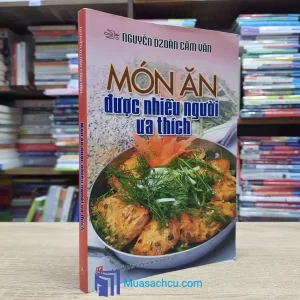 NGUYỄN DZOÃN CẨM VÂN
MÓN ĂN
được nhiều người
ưa thích
Muasachcu.com